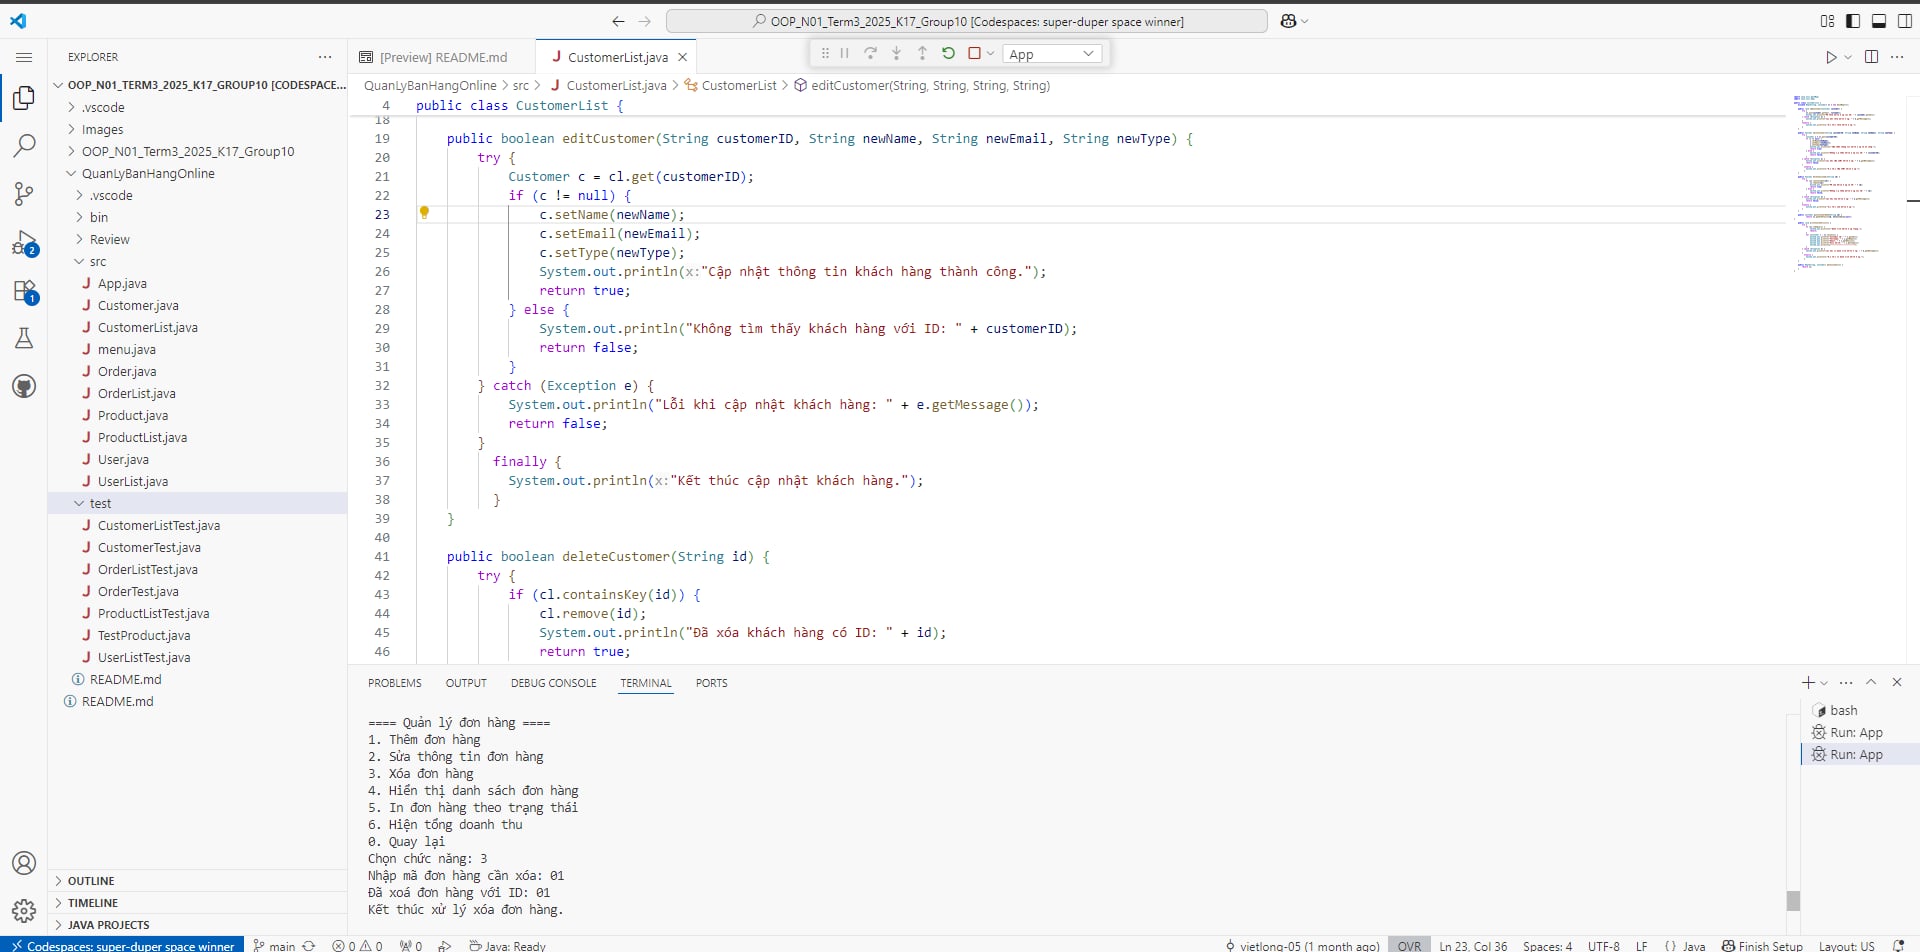 OOP_N01_Term3_2025_K17_Group10 [Codespaces: super-duper space winner]
EXPLORER
OOP_N01_TERM3_2025_K17_GROUP10 [CODESPACE...
.vscode
Images
OOP_N01_Term3_2025_K17_Group10
QuanLyBanHangOnline
.vscode
bin
Review
src
App.java
Customer.java
CustomerList.java
menu.java
Order.java
OrderList.java
Product.java
ProductList.java
User.java
UserList.java
test
CustomerListTest.java
CustomerTest.java
OrderListTest.java
OrderTest.java
ProductListTest.java
TestProduct.java
UserListTest.java
README.md
README.md
OUTLINE
TIMELINE
JAVA PROJECTS
2
1
[Preview] README.md
CustomerList.java
App
QuanLyBanHangOnline > src > CustomerList.java > CustomerList > editCustomer(String, String, String, String)
4 public class CustomerList {
18
19 public boolean editCustomer(String customerID, String newName, String newEmail, String newType) {
20 try {
21 Customer c = cl.get(customerID);
22 if (c != null) {
23 c.setName(newName);
24 c.setEmail(newEmail);
25 c.setType(newType);
26 System.out.println(x:"Cập nhật thông tin khách hàng thành công.");
27 return true;
28 } else {
29 System.out.println("Không tìm thấy khách hàng với ID: " + customerID);
30 return false;
31 }
32 } catch (Exception e) {
33 System.out.println("Lỗi khi cập nhật khách hàng: " + e.getMessage());
34 return false;
35 }
36 finally {
37 System.out.println(x:"Kết thúc cập nhật khách hàng.");
38 }
39 }
40
41 public boolean deleteCustomer(String id) {
42 try {
43 if (cl.containsKey(id)) {
44 cl.remove(id);
45 System.out.println("Đã xóa khách hàng có ID: " + id);
46 return true;
PROBLEMS OUTPUT DEBUG CONSOLE TERMINAL PORTS
==== Quản lý đơn hàng ====
1. Thêm đơn hàng
2. Sửa thông tin đơn hàng
3. Xóa đơn hàng
4. Hiển thị danh sách đơn hàng
5. In đơn hàng theo trạng thái
6. Hiện tổng doanh thu
0. Quay lại
Chọn chức năng: 3
Nhập mã đơn hàng cần xóa: 01
Đã xoá đơn hàng với ID: 01
Kết thúc xử lý xóa đơn hàng.
bash
Run: App
Run: App
Codespaces: super-duper space winner main 0 0 0 Java: Ready vietlong-05 (1 month ago) OVR Ln 23, Col 36 Spaces: 4 UTF-8 LF {} Java Finish Setup Layout: US